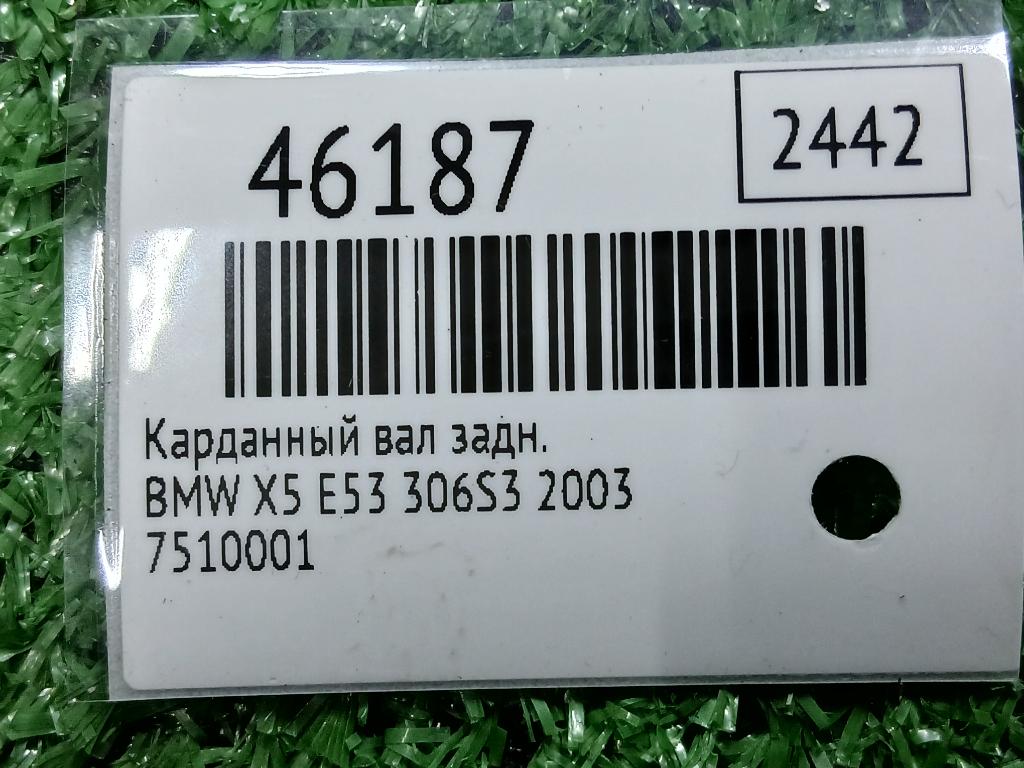 46187
2442
Карданный вал задн.
BMW X5 E53 306S3 2003
7510001